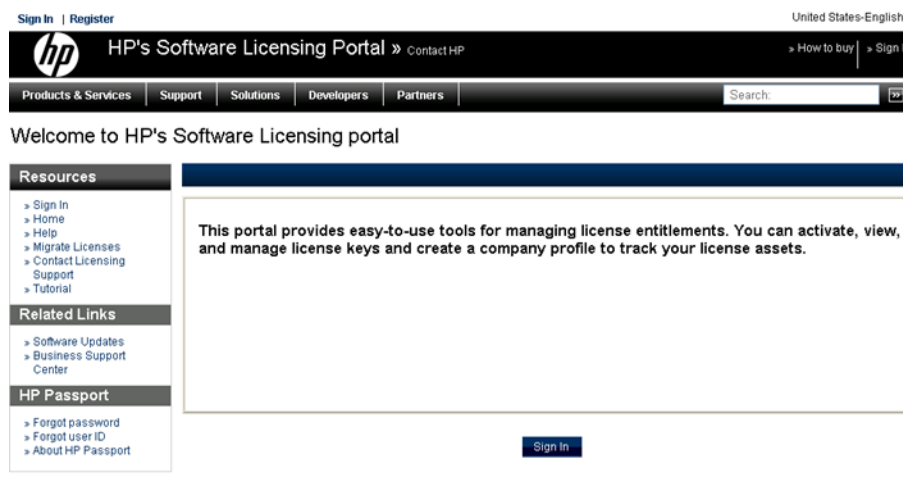 Sign In | Register
United States-English
hp
HP's Software Licensing Portal » Contact HP
» How to buy | » Sign
Products & Services | Support | Solutions | Developers | Partners
Search: »
Welcome to HP's Software Licensing portal
Resources
» Sign In
» Home
» Help
» Migrate Licenses
» Contact Licensing
Support
» Tutorial
This portal provides easy-to-use tools for managing license entitlements. You can activate, view,
and manage license keys and create a company profile to track your license assets.
Related Links
» Software Updates
» Business Support
Center
HP Passport
» Forgot password
» Forgot user ID
» About HP Passport
Sign In